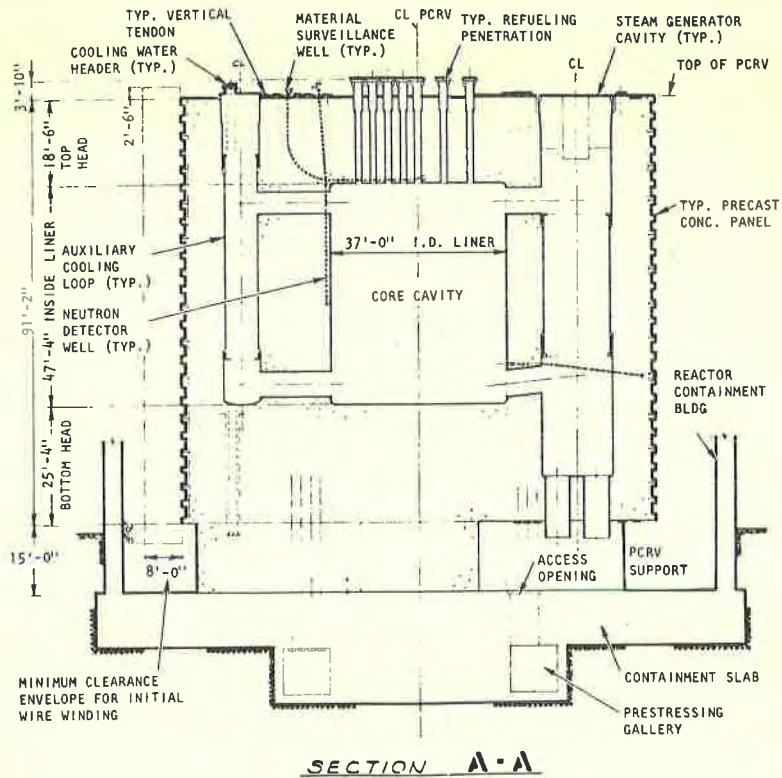 TYP. VERTICAL
TENDON
COOLING WATER
HEADER (TYP.)
MATERIAL
SURVEILLANCE
WELL (TYP.)
CL PCRV
TYP. REFUELING
PENETRATION
STEAM GENERATOR
CAVITY (TYP.)
CL
TOP OF PCRV
3'-10"
2'-6"
18'-6"
TOP
HEAD
TYP. PRECAST
CONC. PANEL
37'-0" I.D. LINER
AUXILIARY
COOLING
LOOP (TYP.)
CORE CAVITY
91'-2"
47'-4" INSIDE LINER
NEUTRON
DETECTOR
WELL (TYP.)
REACTOR
CONTAINMENT
BLDG
25'-4"
BOTTOM HEAD
15'-0"
8'-0"
ACCESS
OPENING
PCRV
SUPPORT
MINIMUM CLEARANCE
ENVELOPE FOR INITIAL
WIRE WINDING
CONTAINMENT SLAB
PRESTRESSING
GALLERY
SECTION A-A